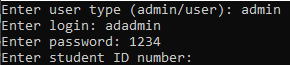 Enter user type (admin/user): admin
Enter login: adadmin
Enter password: 1234
Enter student ID number: